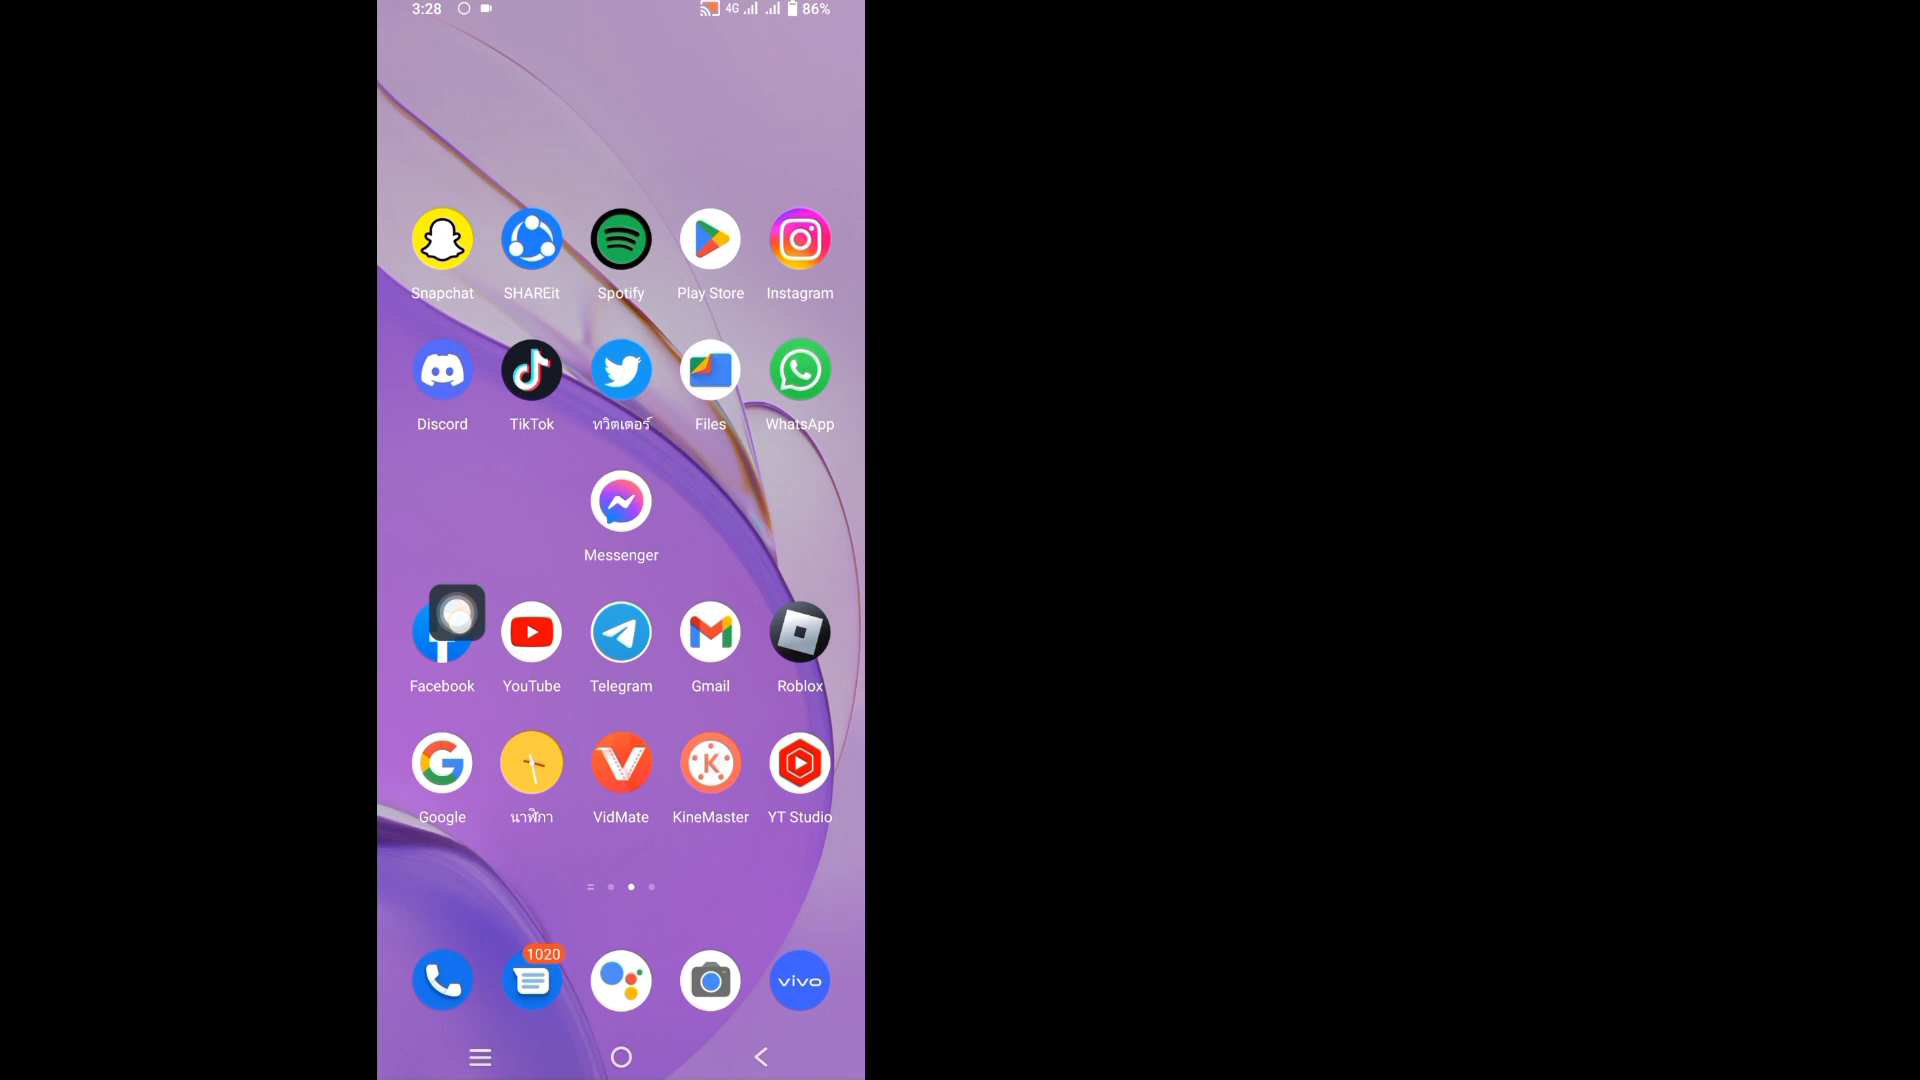 3:28 4G 86%
Snapchat SHAREit Spotify Play Store Instagram
Discord TikTok ทวิตเตอร์ Files WhatsApp
Messenger
Facebook YouTube Telegram Gmail Roblox
Google นาฬิกา VidMate KineMaster YT Studio
1020
vivo